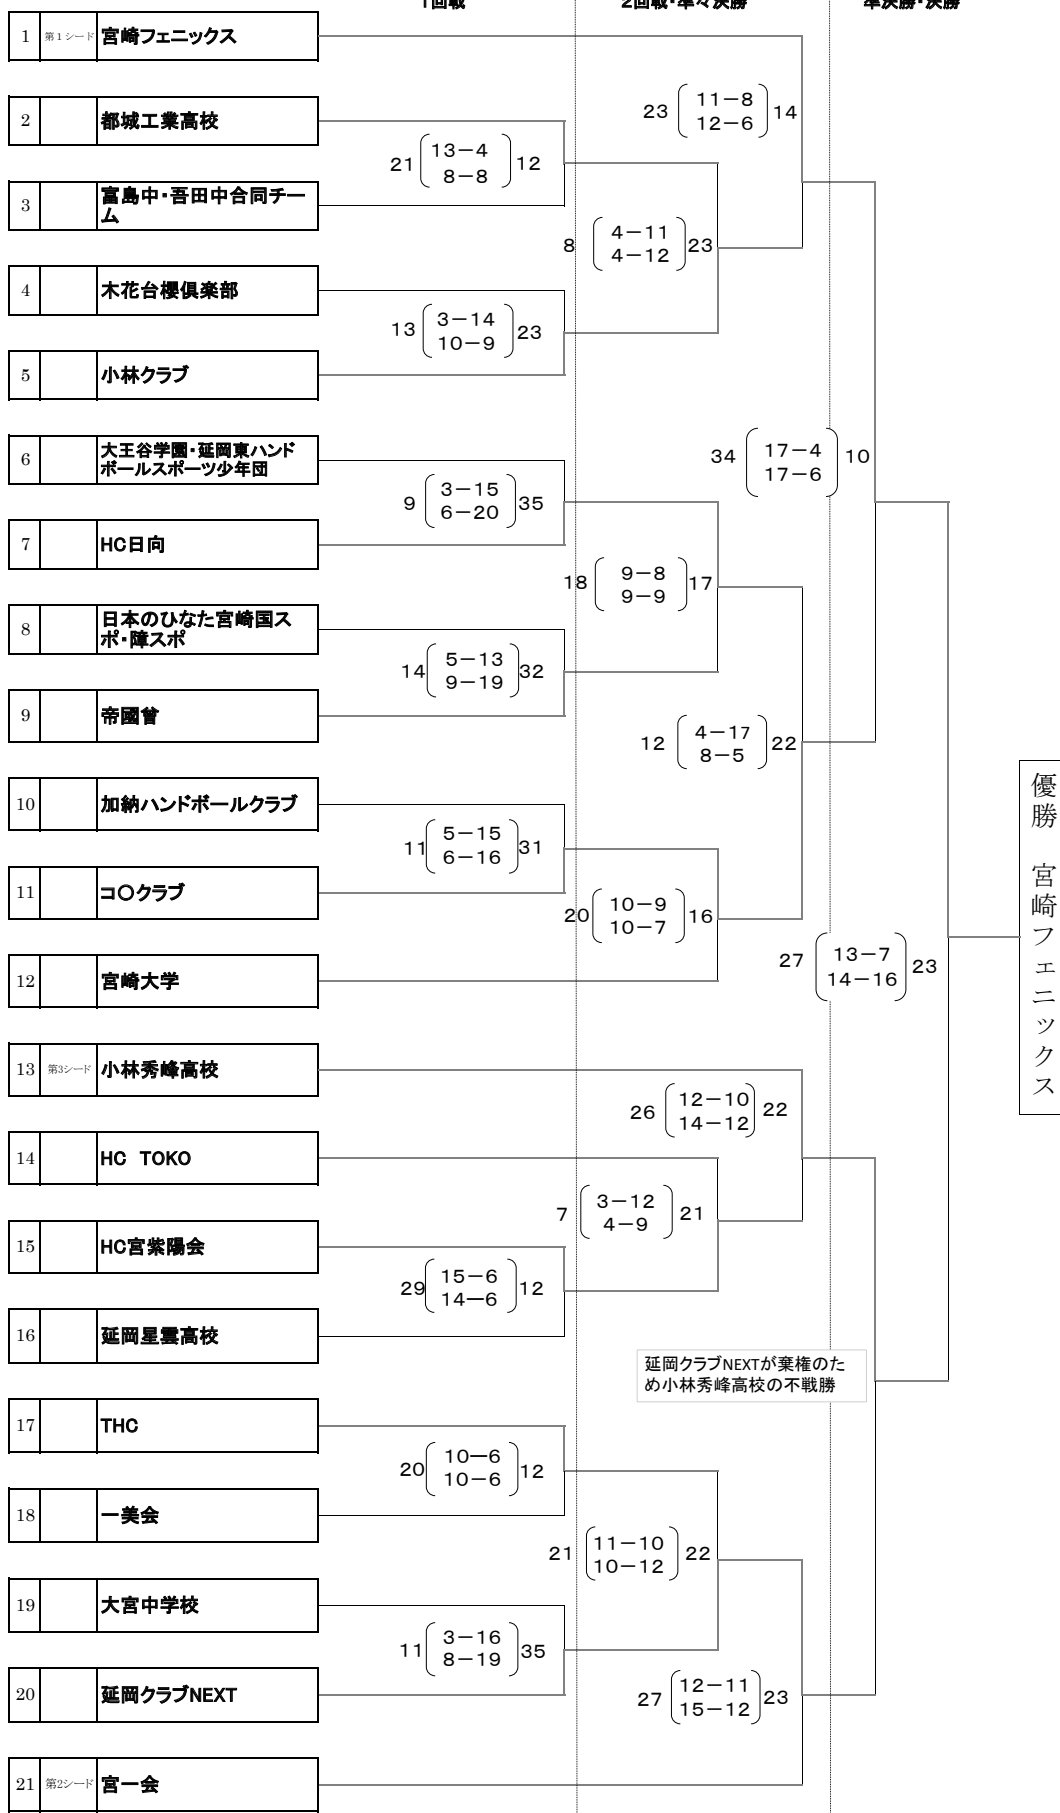 1回戦
2回戦・準々決勝
準決勝・決勝
1 第1シード 宮崎フェニックス
23 11－8 14
12－6
2 都城工業高校
21 13－4 12
8－8
3 富島中・吾田中合同チー
ム
8 4－11 23
4－12
4 木花台櫻倶楽部
13 3－14 23
10－9
5 小林クラブ
6 大王谷学園・延岡東ハンド
ボールスポーツ少年団
34 17－4 10
17－6
9 3－15 35
6－20
7 HC日向
18 9－8 17
9－9
8 日本のひなた宮崎国ス
ポ・障スポ
14 5－13 32
9－19
9 帝國曾
12 4－17 22
8－5
10 加納ハンドボールクラブ
11 5－15 31
6－16
11 コ〇クラブ
20 10－9 16
10－7
12 宮崎大学
27 13－7 23
14－16
優勝 宮崎フェニックス
13 第3シード 小林秀峰高校
26 12－10 22
14－12
14 HC TOKO
7 3－12 21
4－9
15 HC宮紫陽会
29 15－6 12
14－6
16 延岡星雲高校
延岡クラブNEXTが棄権のた
め小林秀峰高校の不戦勝
17 THC
20 10－6 12
10－6
18 一美会
21 11－10 22
10－12
19 大宮中学校
11 3－16 35
8－19
20 延岡クラブNEXT
27 12－11 23
15－12
21 第2シード 宮一会